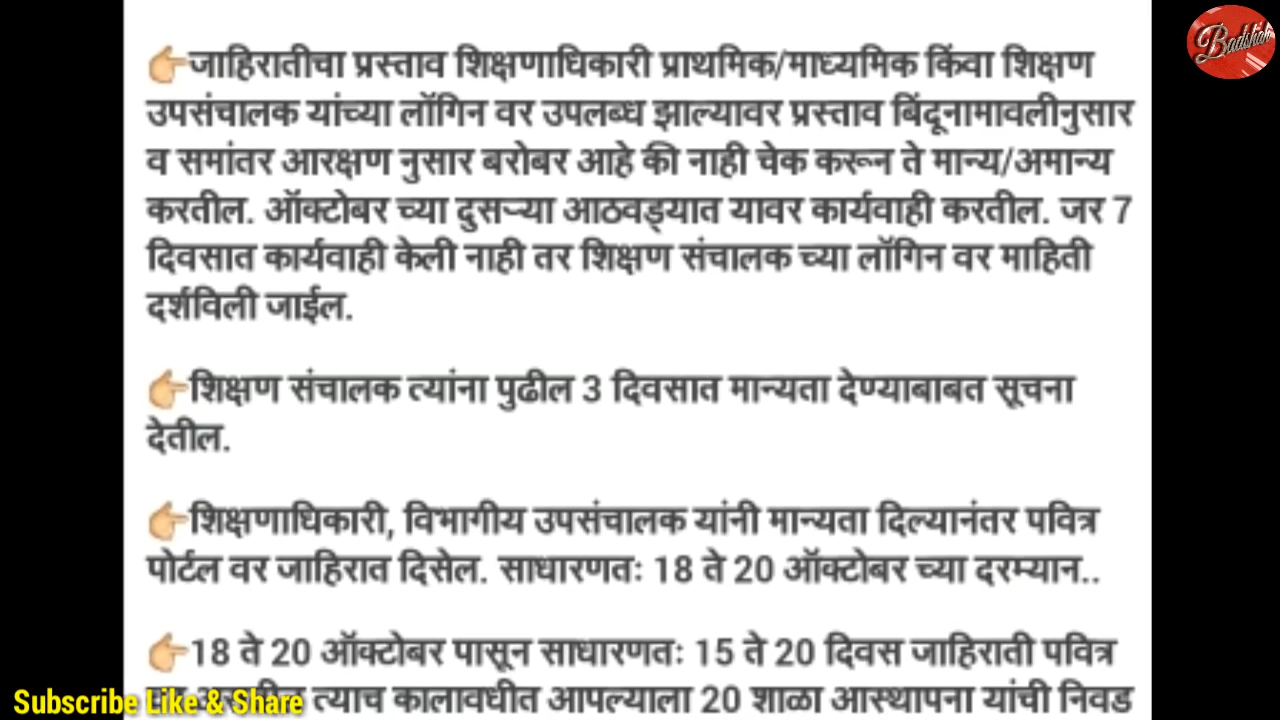 Badshah
👉जाहिरातीचा प्रस्ताव शिक्षणाधिकारी प्राथमिक/माध्यमिक किंवा शिक्षण
उपसंचालक यांच्या लॉगिन वर उपलब्ध झाल्यावर प्रस्ताव बिंदूनामावलीनुसार
व समांतर आरक्षण नुसार बरोबर आहे की नाही चेक करून ते मान्य/अमान्य
करतील. ऑक्टोबर च्या दुसऱ्या आठवड्यात यावर कार्यवाही करतील. जर 7
दिवसात कार्यवाही केली नाही तर शिक्षण संचालक च्या लॉगिन वर माहिती
दर्शविली जाईल.
👉शिक्षण संचालक त्यांना पुढील 3 दिवसात मान्यता देण्याबाबत सूचना
देतील.
👉शिक्षणाधिकारी, विभागीय उपसंचालक यांनी मान्यता दिल्यानंतर पवित्र
पोर्टल वर जाहिरात दिसेल. साधारणतः 18 ते 20 ऑक्टोबर च्या दरम्यान..
👉18 ते 20 ऑक्टोबर पासून साधारणतः 15 ते 20 दिवस जाहिराती पवित्र
त्याच कालावधीत आपल्याला 20 शाळा आस्थापना यांची निवड
Subscribe Like & Share